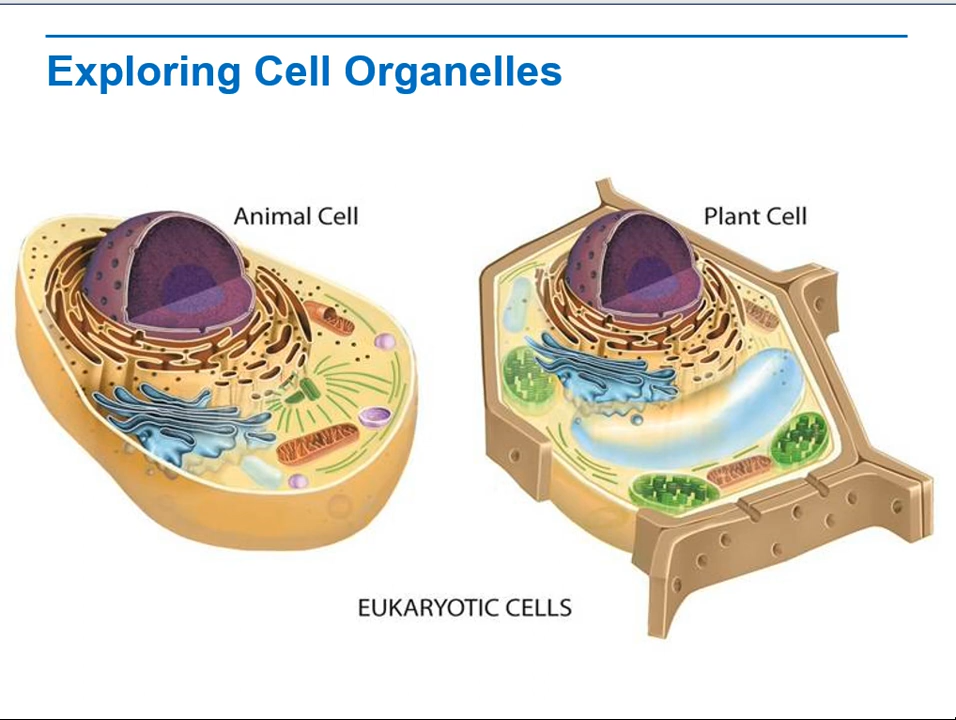 Exploring Cell Organelles
Animal Cell
Plant Cell
EUKARYOTIC CELLS